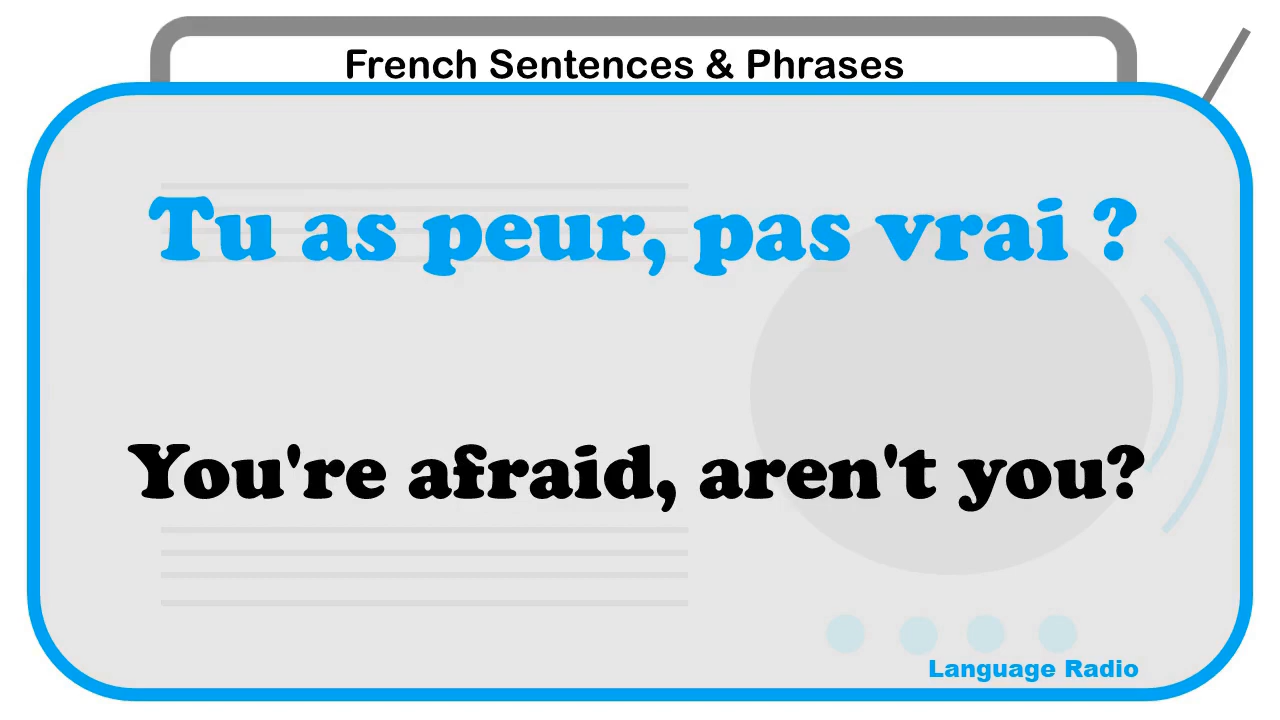 French Sentences & Phrases
Tu as peur, pas vrai ?
You're afraid, aren't you?
Language Radio